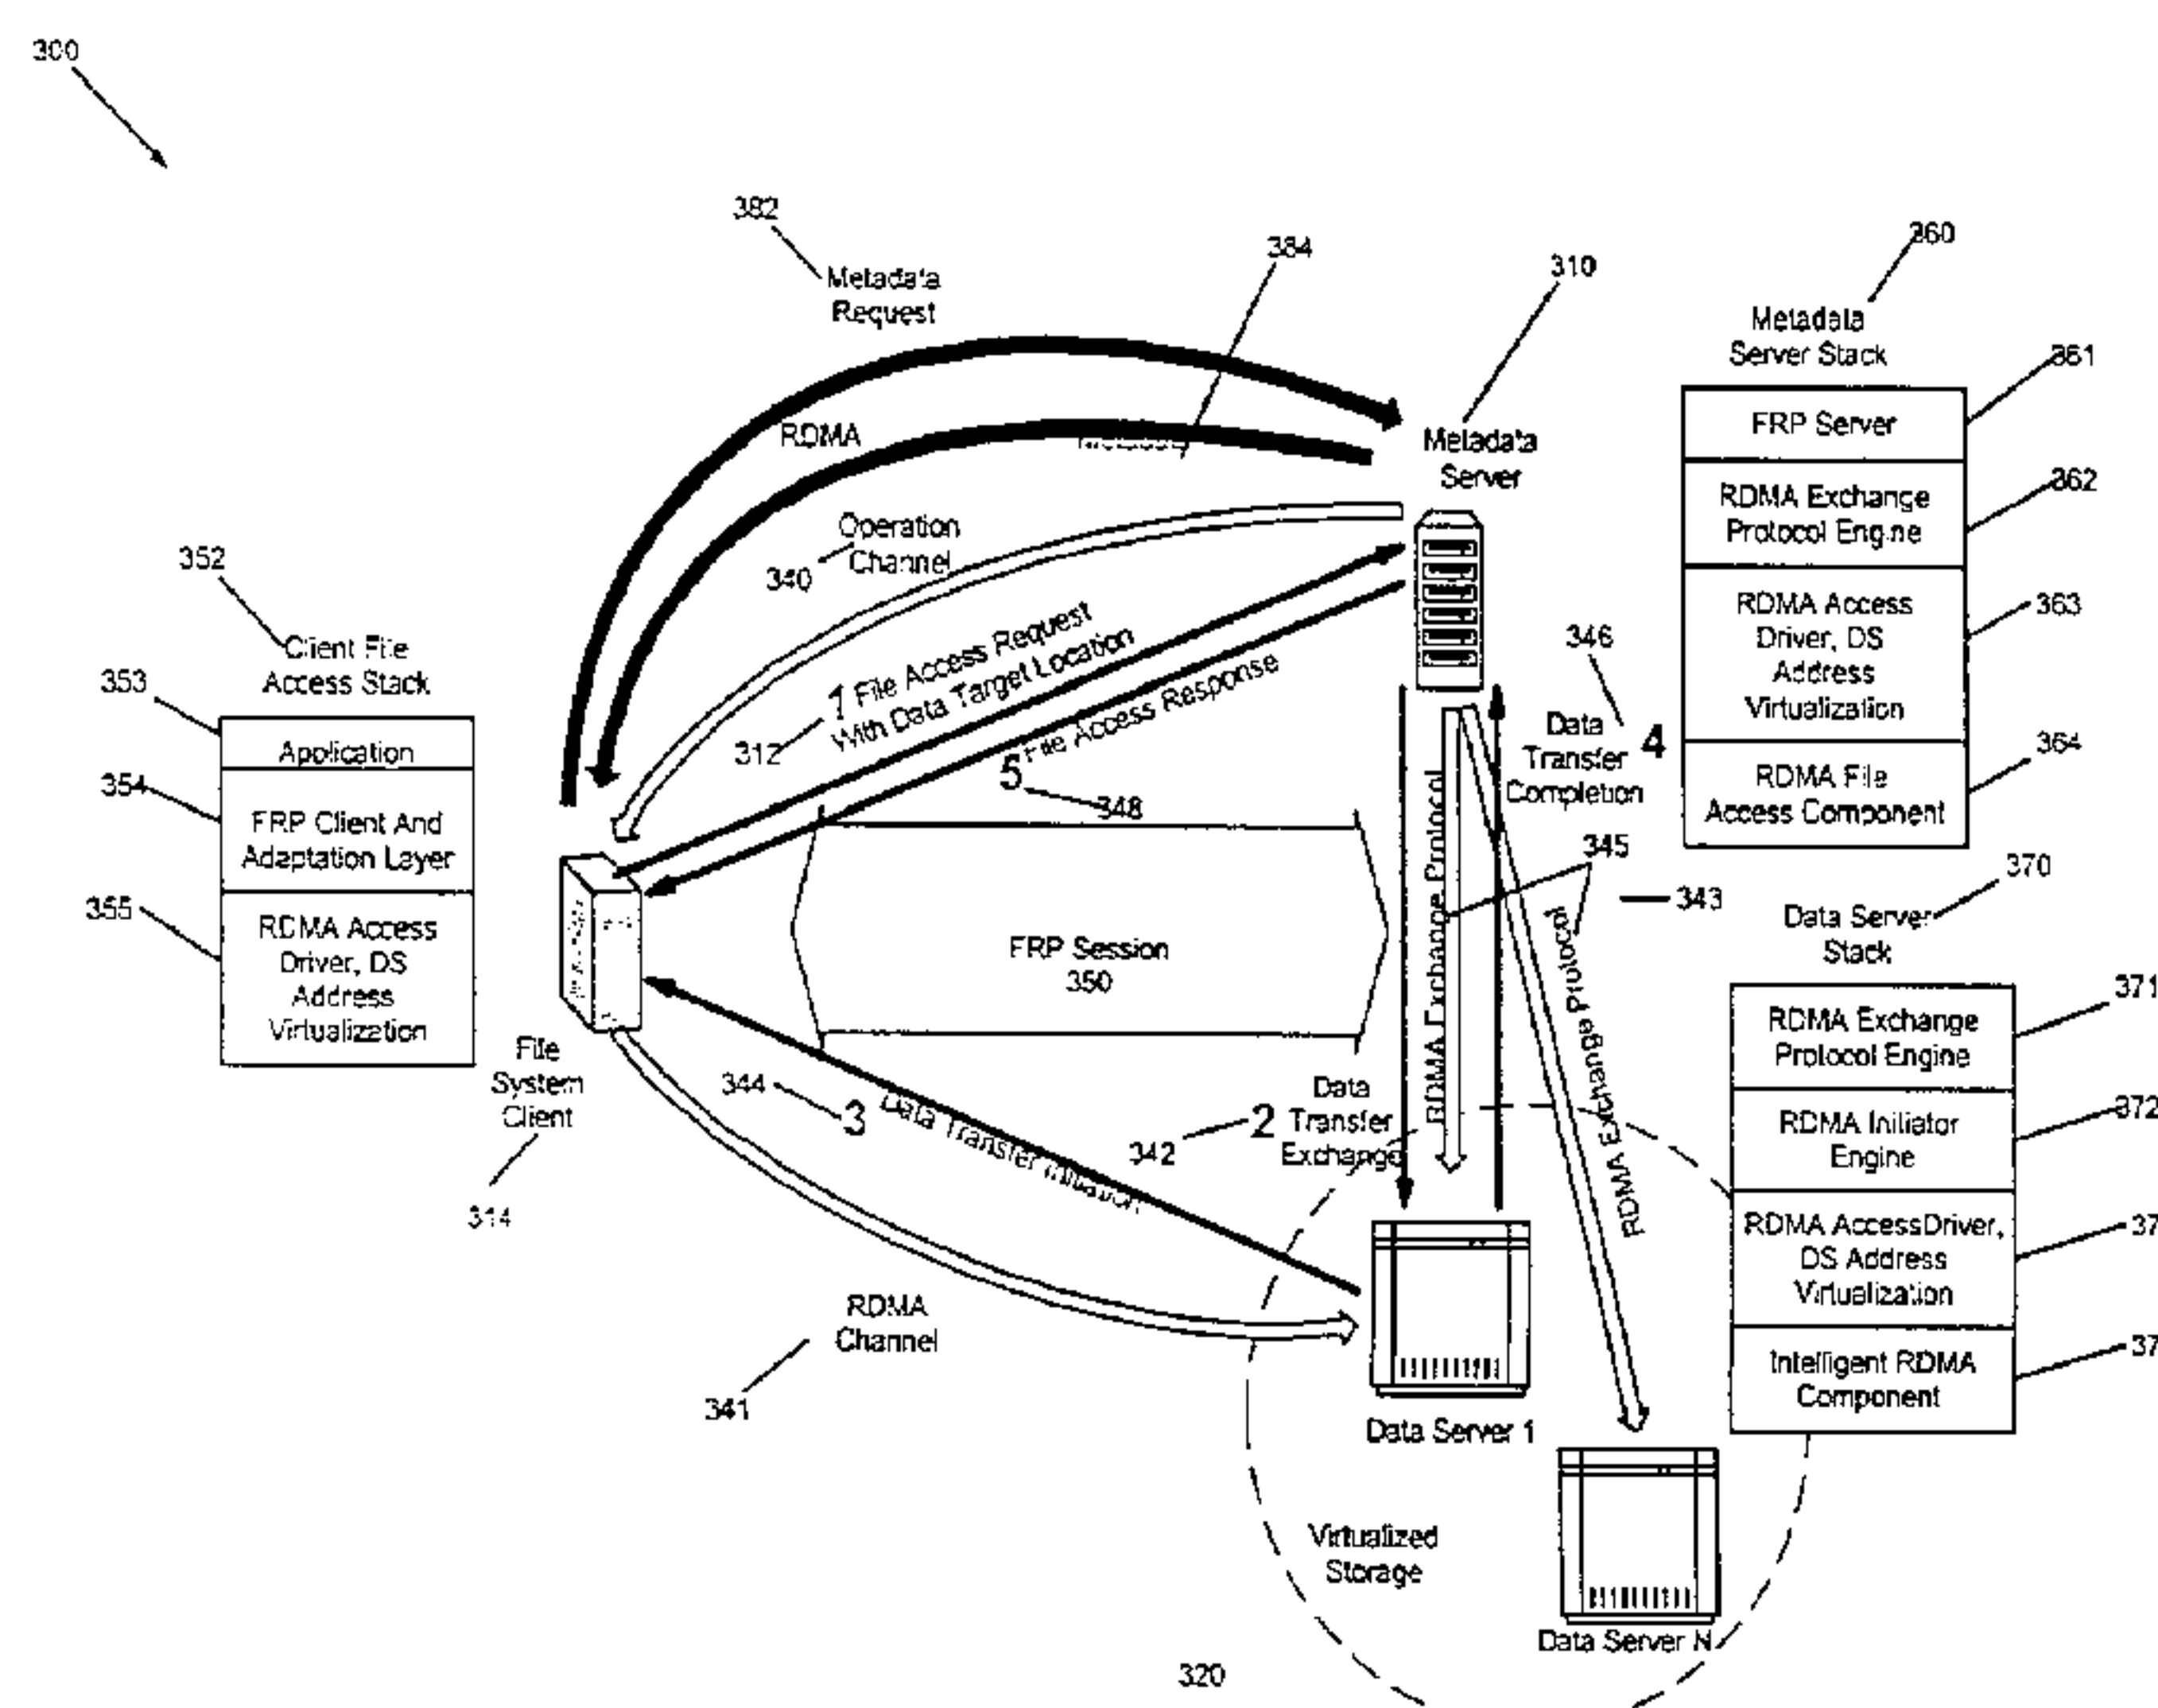 300
382
Metadata
Request
384
310
360
Metadata
Server Stack
361
FRP Server
362
RDMA Exchange
Protocol Engine
363
RDMA Access
Driver, DS
Address
Virtualization
364
RDMA File
Access Component
RDMA
Metadata
Server
Operation
Channel
340
352
Client File
Access Stack
353
Application
354
FRP Client And
Adaptation Layer
355
RDMA Access
Driver, DS
Address
Virtualization
1 File Access Request
With Data Target Location
312
5 File Access Response
348
346
Data
Transfer
Completion
4
345
343
RDMA Exchange Protocol
RDMA Exchange Protocol
FRP Session
350
File
System
Client
314
344
3 Data Transfer Initiation
342
2 Data
Transfer
Exchange
370
Data Server
Stack
371
RDMA Exchange
Protocol Engine
372
RDMA Initiator
Engine
37
RDMA AccessDriver,
DS Address
Virtualization
37
Intelligent RDMA
Component
RDMA
Channel
341
Data Server 1
Virtualized
Storage
Data Server N
320